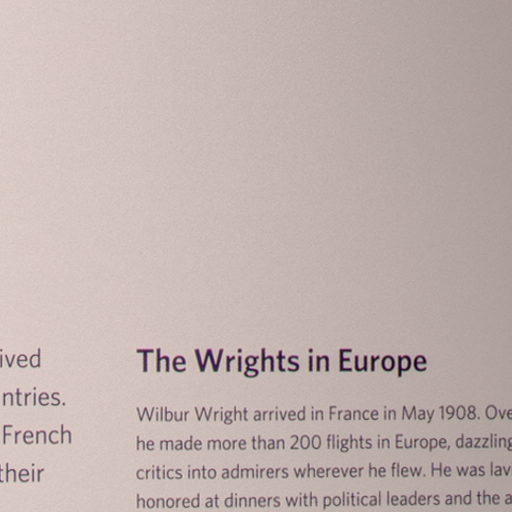 ived
ntries.
French
their
The Wrights in Europe
Wilbur Wright arrived in France in May 1908. Ove
he made more than 200 flights in Europe, dazzling
critics into admirers wherever he flew. He was lav
honored at dinners with political leaders and the a